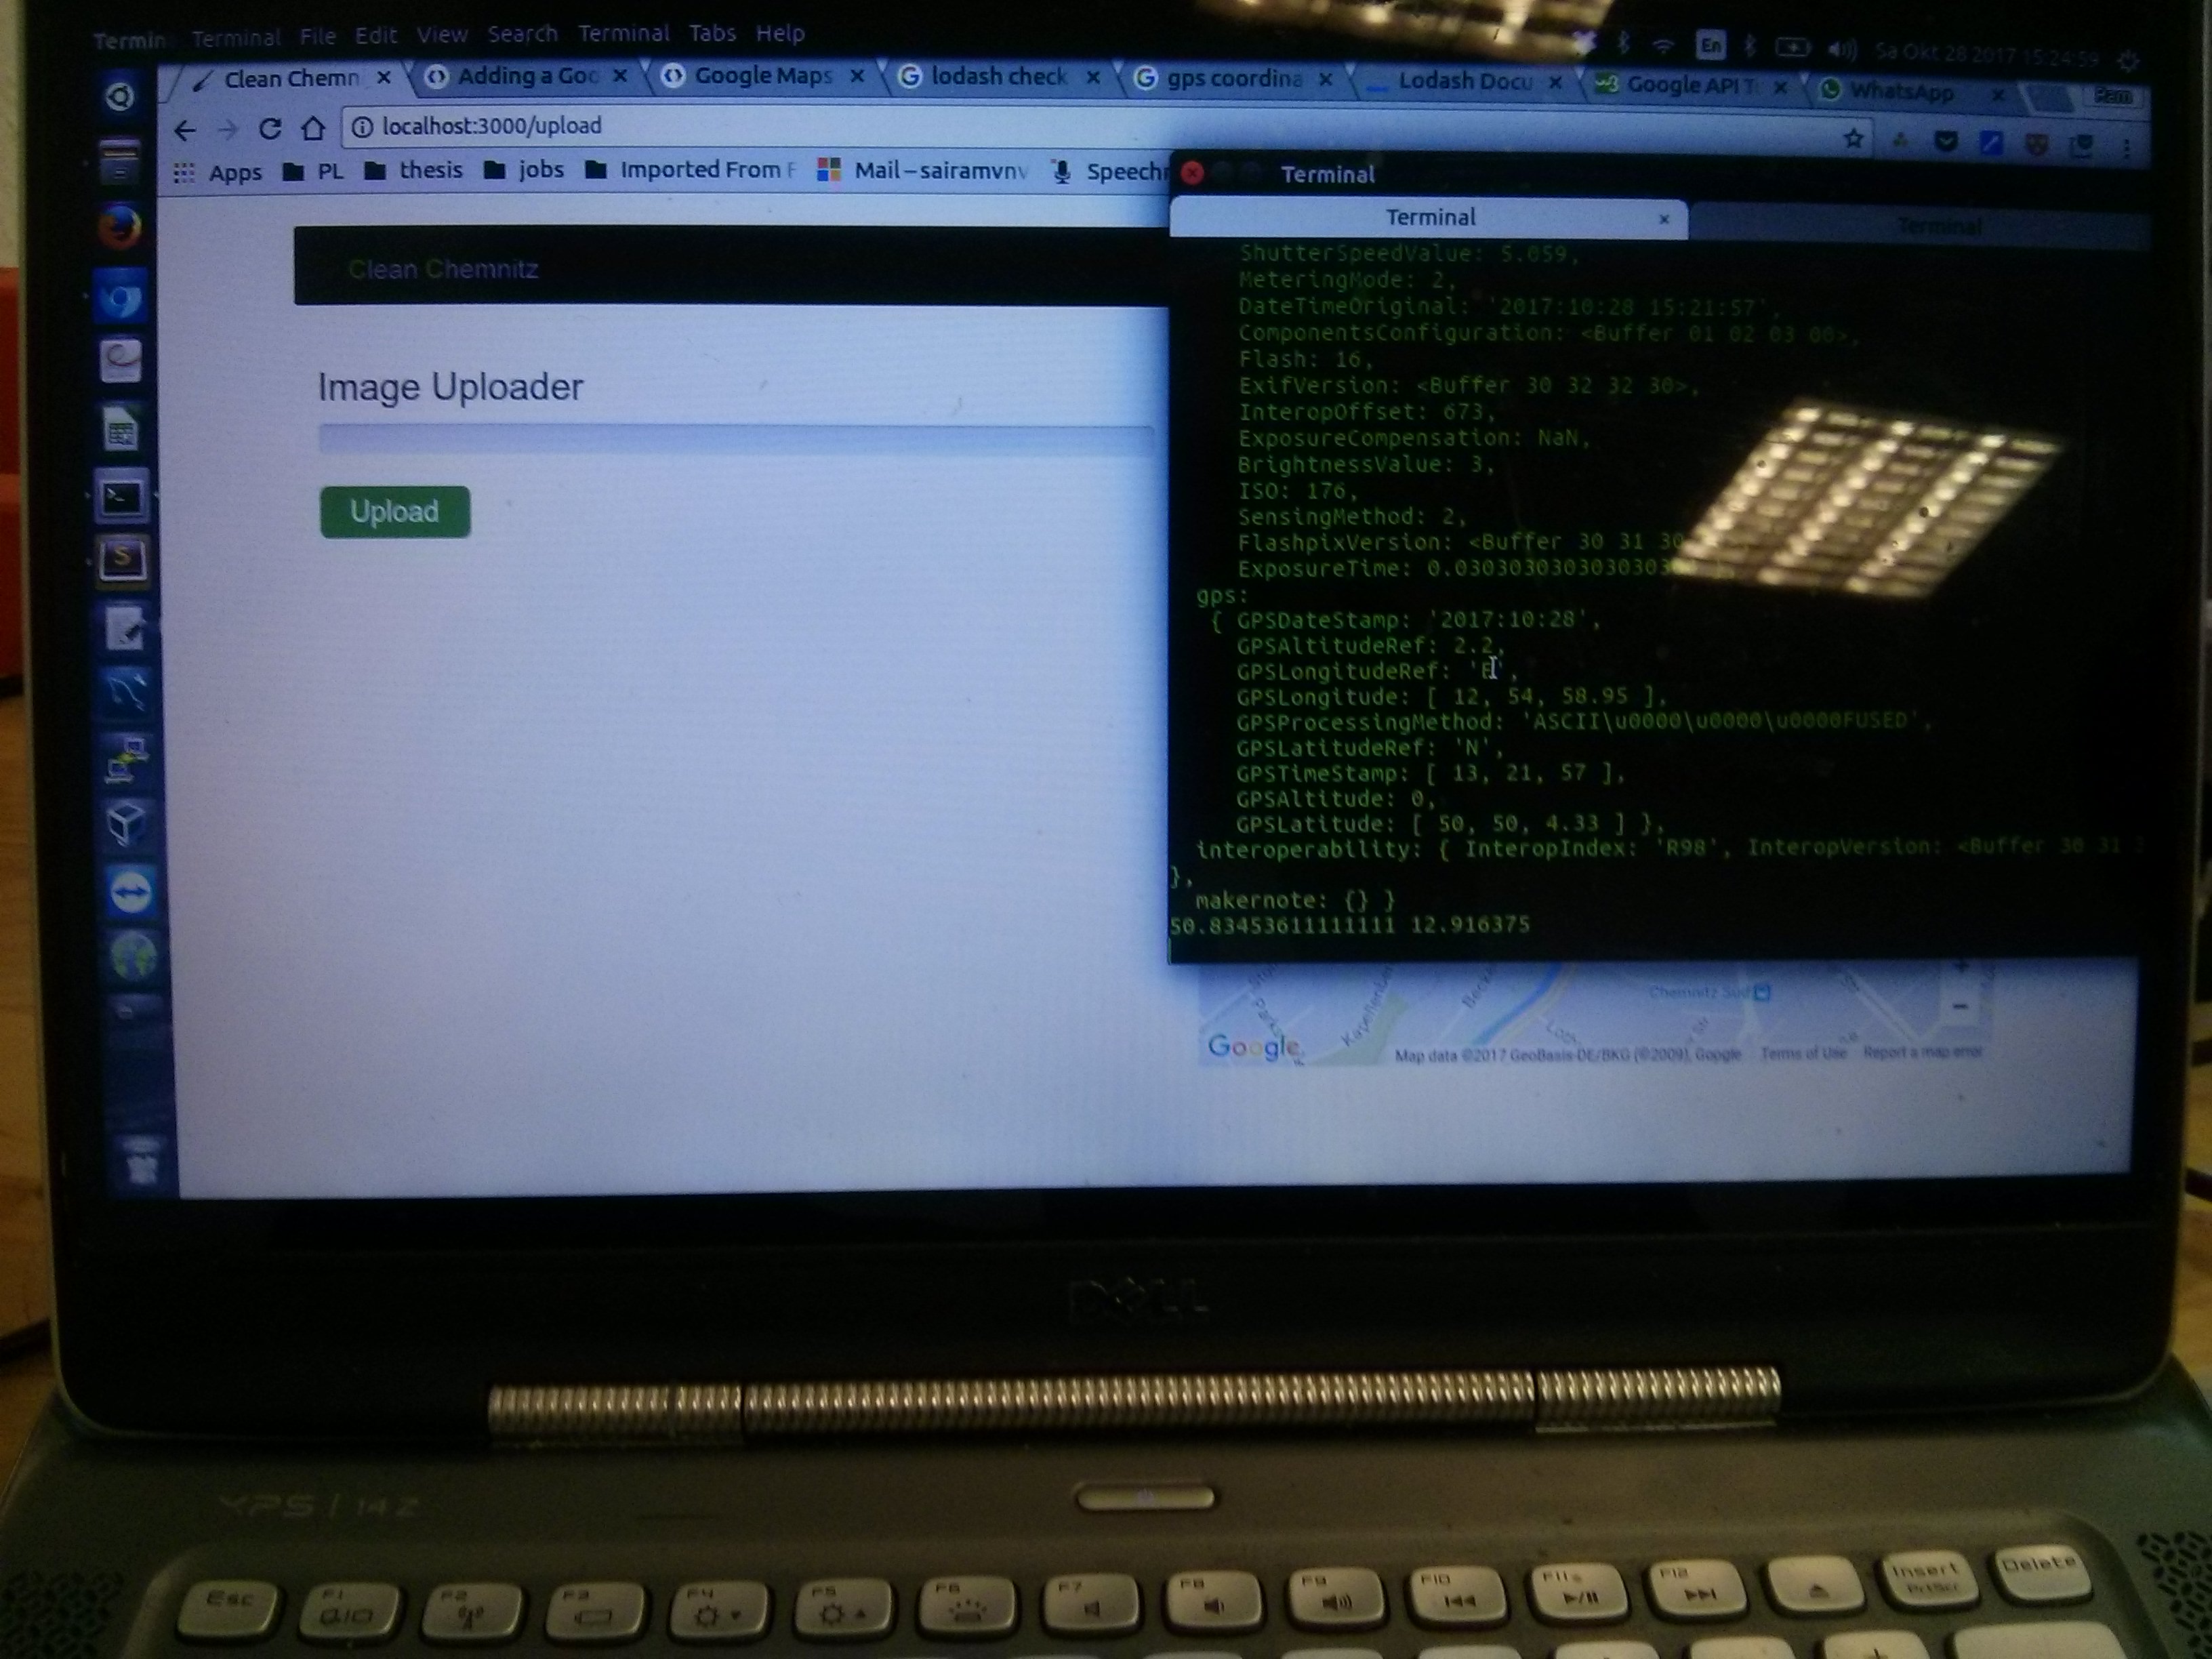 Terminal File Edit View Search Terminal Tabs Help
En
Sa Okt 28 2017 15:24:59
Clean Chemn
Adding a Goo
Google Maps
lodash check
gps coordina
Lodash Docu
Google API T
WhatsApp
Ram
localhost:3000/upload
Apps PL thesis jobs Imported From F Mail – sairamvnv Speech
Clean Chemnitz
Image Uploader
Upload
Terminal
Terminal
Terminal
ShutterSpeedValue: 5.059,
MeteringMode: 2,
DateTimeOriginal: '2017:10:28 15:21:57',
ComponentsConfiguration: <Buffer 01 02 03 00>,
Flash: 16,
ExifVersion: <Buffer 30 32 32 30>,
InteropOffset: 673,
ExposureCompensation: NaN,
BrightnessValue: 3,
ISO: 176,
SensingMethod: 2,
FlashpixVersion: <Buffer 30 31 30
ExposureTime: 0.030303030303030303
gps:
{ GPSDateStamp: '2017:10:28',
GPSAltitudeRef: 2.2,
GPSLongitudeRef: 'E',
GPSLongitude: [ 12, 54, 58.95 ],
GPSProcessingMethod: 'ASCII\u0000\u0000\u0000FUSED',
GPSLatitudeRef: 'N',
GPSTimeStamp: [ 13, 21, 57 ],
GPSAltitude: 0,
GPSLatitude: [ 50, 50, 4.33 ] },
interoperability: { InteropIndex: 'R98', InteropVersion: <Buffer 30 31
},
makernote: {} }
50.83453611111111 12.916375
Chemnitz Süd
Google
Map data ©2017 GeoBasis-DE/BKG (©2009), Google Terms of Use Report a map error
DELL
XPS | 14Z
Esc F1 F2 F3 F4 F5 F6 F7 F8 F9 F10 F11 F12 Insert Delete
PrtScr